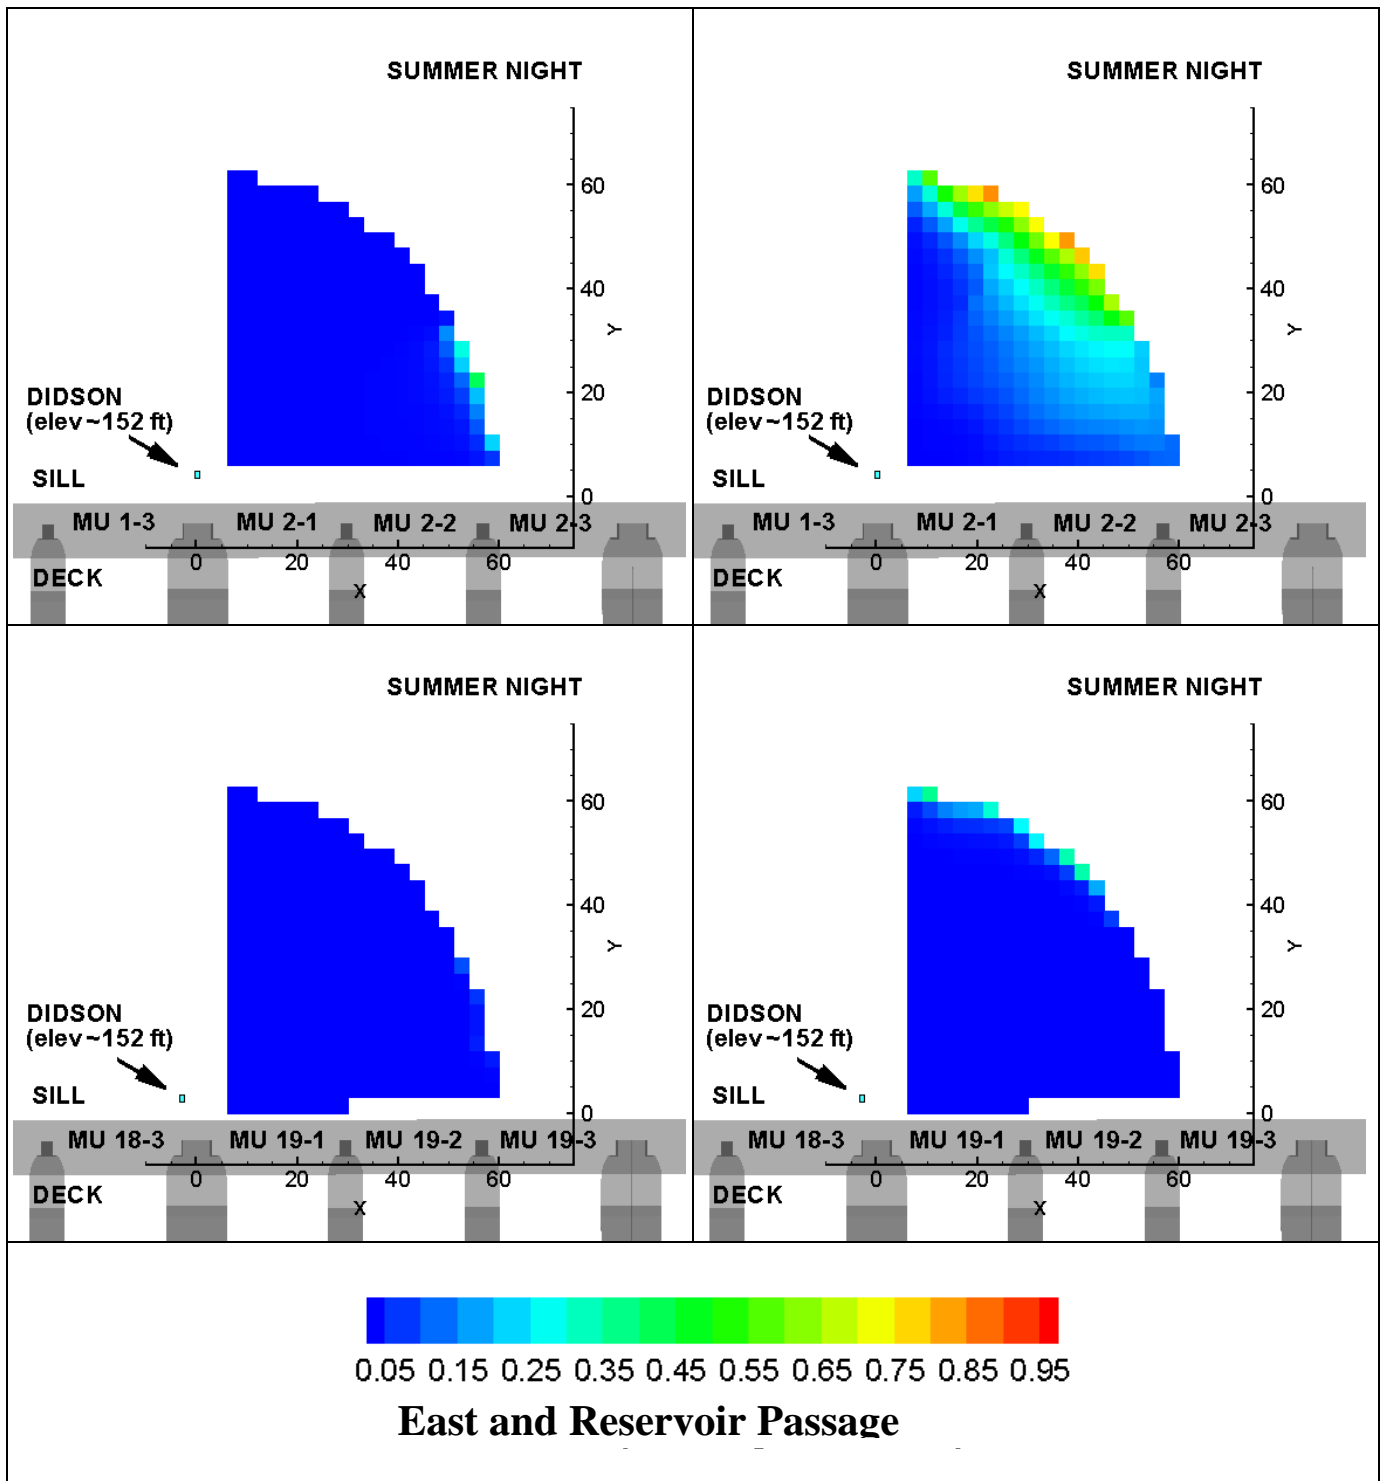 SUMMER NIGHT
60
40
Y
20
DIDSON
(elev ~152 ft)
SILL
0
MU 1-3 MU 2-1 MU 2-2 MU 2-3
0 20 40 60
DECK
X
SUMMER NIGHT
60
40
Y
20
DIDSON
(elev ~152 ft)
SILL
0
MU 1-3 MU 2-1 MU 2-2 MU 2-3
0 20 40 60
DECK
X
SUMMER NIGHT
60
40
Y
20
DIDSON
(elev ~152 ft)
SILL
0
MU 18-3 MU 19-1 MU 19-2 MU 19-3
0 20 40 60
DECK
X
SUMMER NIGHT
60
40
Y
20
DIDSON
(elev ~152 ft)
SILL
0
MU 18-3 MU 19-1 MU 19-2 MU 19-3
0 20 40 60
DECK
X
0.05 0.15 0.25 0.35 0.45 0.55 0.65 0.75 0.85 0.95
East and Reservoir Passage